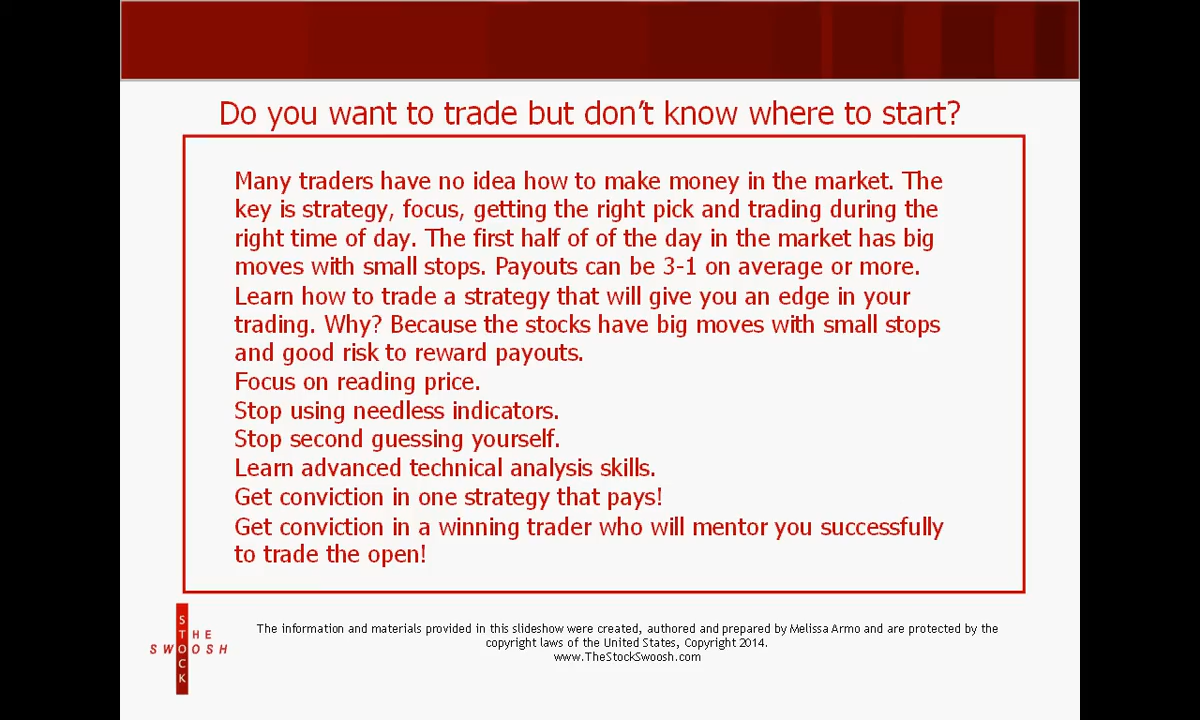 Do you want to trade but don't know where to start?
Many traders have no idea how to make money in the market. The
key is strategy, focus, getting the right pick and trading during the
right time of day. The first half of of the day in the market has big
moves with small stops. Payouts can be 3-1 on average or more.
Learn how to trade a strategy that will give you an edge in your
trading. Why? Because the stocks have big moves with small stops
and good risk to reward payouts.
Focus on reading price.
Stop using needless indicators.
Stop second guessing yourself.
Learn advanced technical analysis skills.
Get conviction in one strategy that pays!
Get conviction in a winning trader who will mentor you successfully
to trade the open!
THE
STOCK
SWOOSH
The information and materials provided in this slideshow were created, authored and prepared by Melissa Armo and are protected by the
copyright laws of the United States, Copyright 2014.
www.TheStockSwoosh.com